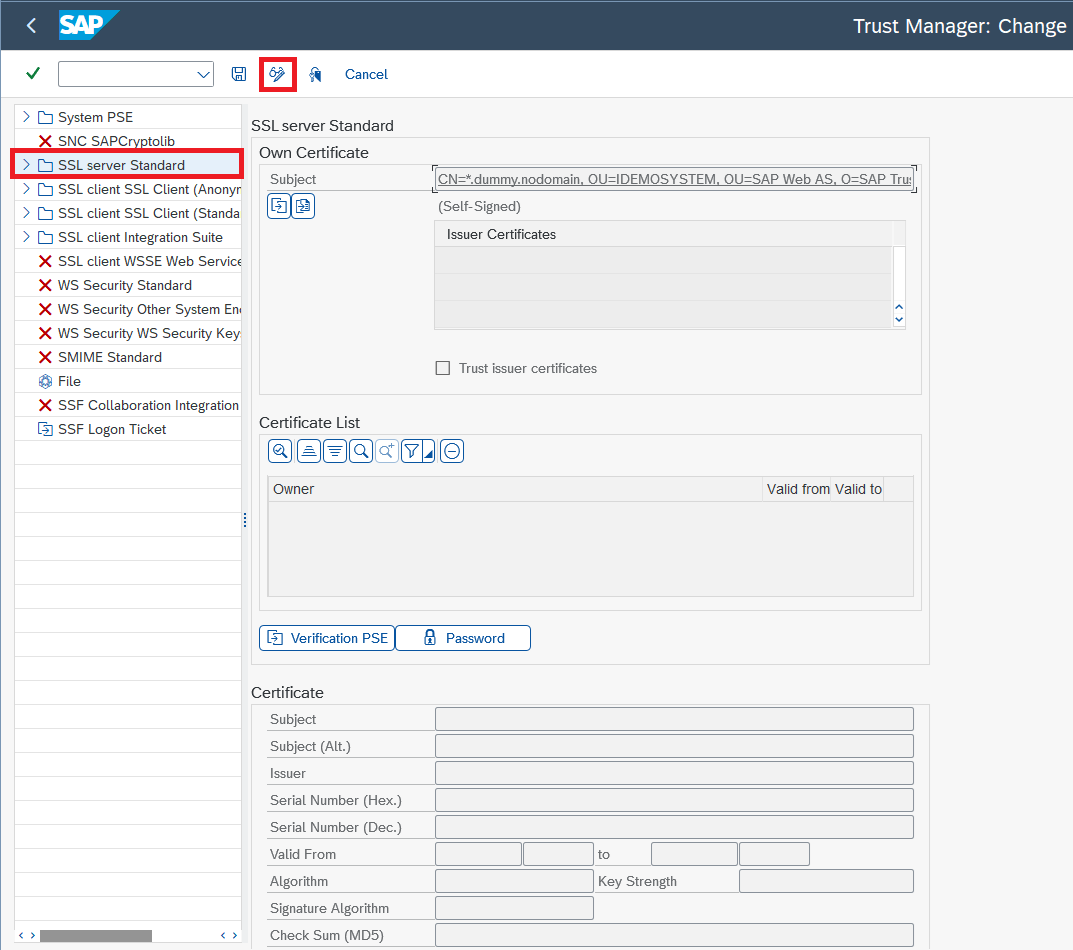 SAP
Trust Manager: Change
Cancel
System PSE
SNC SAPCryptolib
SSL server Standard
SSL client SSL Client (Anonyn
SSL client SSL Client (Standa
SSL client Integration Suite
SSL client WSSE Web Service
WS Security Standard
WS Security Other System En
WS Security WS Security Key
SMIME Standard
File
SSF Collaboration Integration
SSF Logon Ticket
SSL server Standard
Own Certificate
Subject
CN=*.dummy.nodomain, OU=IDEMOSYSTEM, OU=SAP Web AS, O=SAP Trus
(Self-Signed)
Issuer Certificates
Trust issuer certificates
Certificate List
Owner Valid from Valid to
Verification PSE Password
Certificate
Subject
Subject (Alt.)
Issuer
Serial Number (Hex.)
Serial Number (Dec.)
Valid From to
Algorithm Key Strength
Signature Algorithm
Check Sum (MD5)